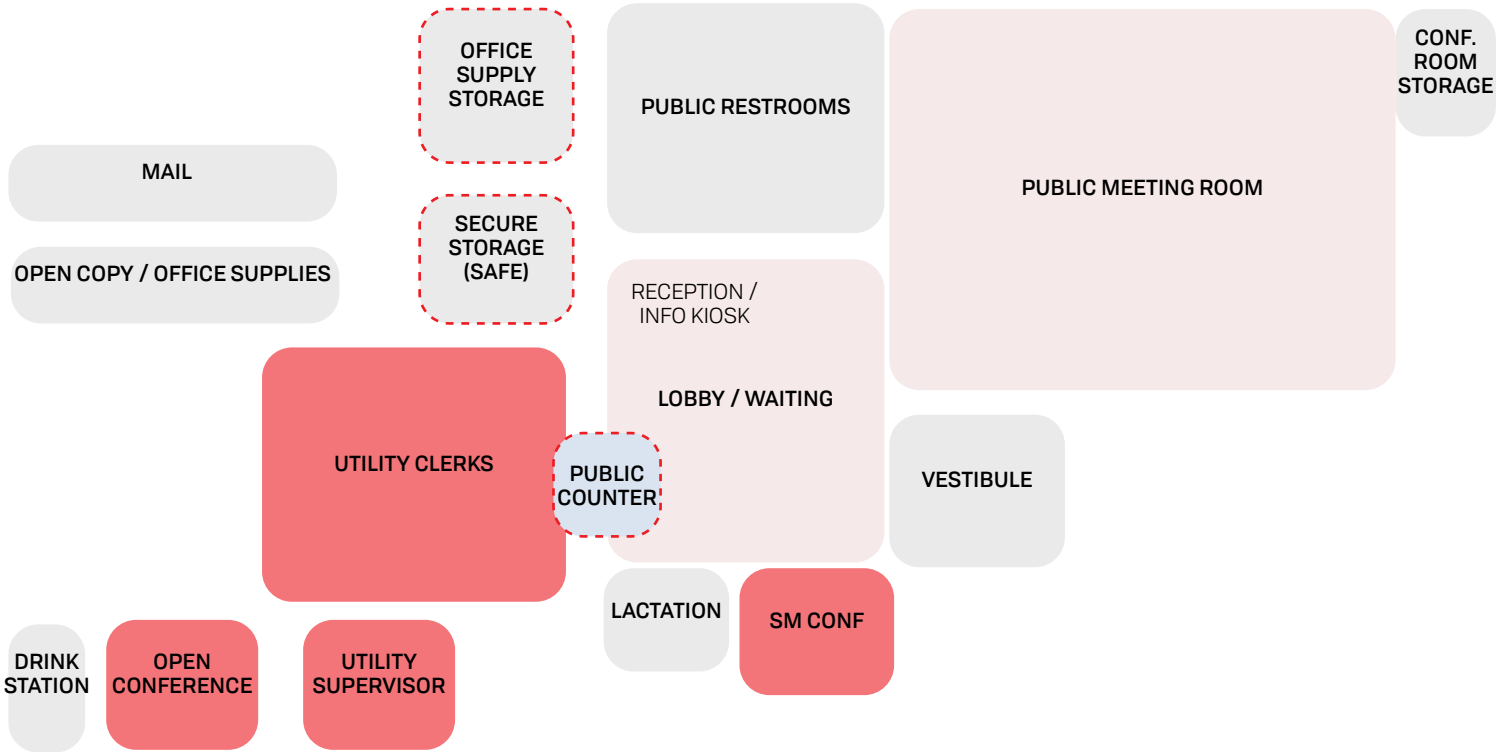 OFFICE
SUPPLY
STORAGE
PUBLIC RESTROOMS
CONF.
ROOM
STORAGE
MAIL
PUBLIC MEETING ROOM
SECURE
STORAGE
(SAFE)
OPEN COPY / OFFICE SUPPLIES
RECEPTION /
INFO KIOSK
LOBBY / WAITING
UTILITY CLERKS
PUBLIC
COUNTER
VESTIBULE
LACTATION
SM CONF
DRINK
STATION
OPEN
CONFERENCE
UTILITY
SUPERVISOR